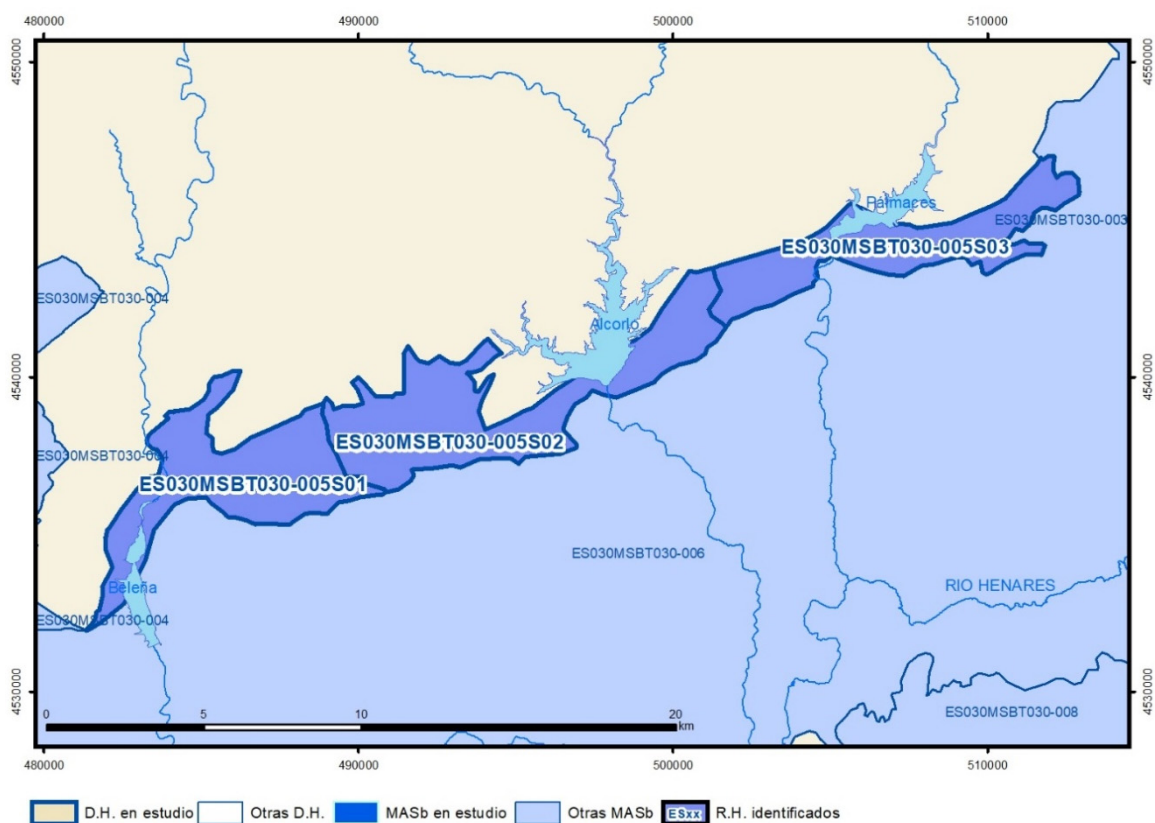 480000 490000 500000 510000
4550000 4550000
Pálmaces
ES030MSBT030-003
ES030MSBT030-005S03
ES030MSBT030-004
Alcorlo
4540000 4540000
ES030MSBT030-005S02
ES030MSBT030-004
ES030MSBT030-005S01
ES030MSBT030-006
Beleña
RIO HENARES
ES030MSBT030-004
4530000 4530000
ES030MSBT030-008
0 5 10 20
km
480000 490000 500000 510000
D.H. en estudio Otras D.H. MASb en estudio Otras MASb ESxx R.H. identificados